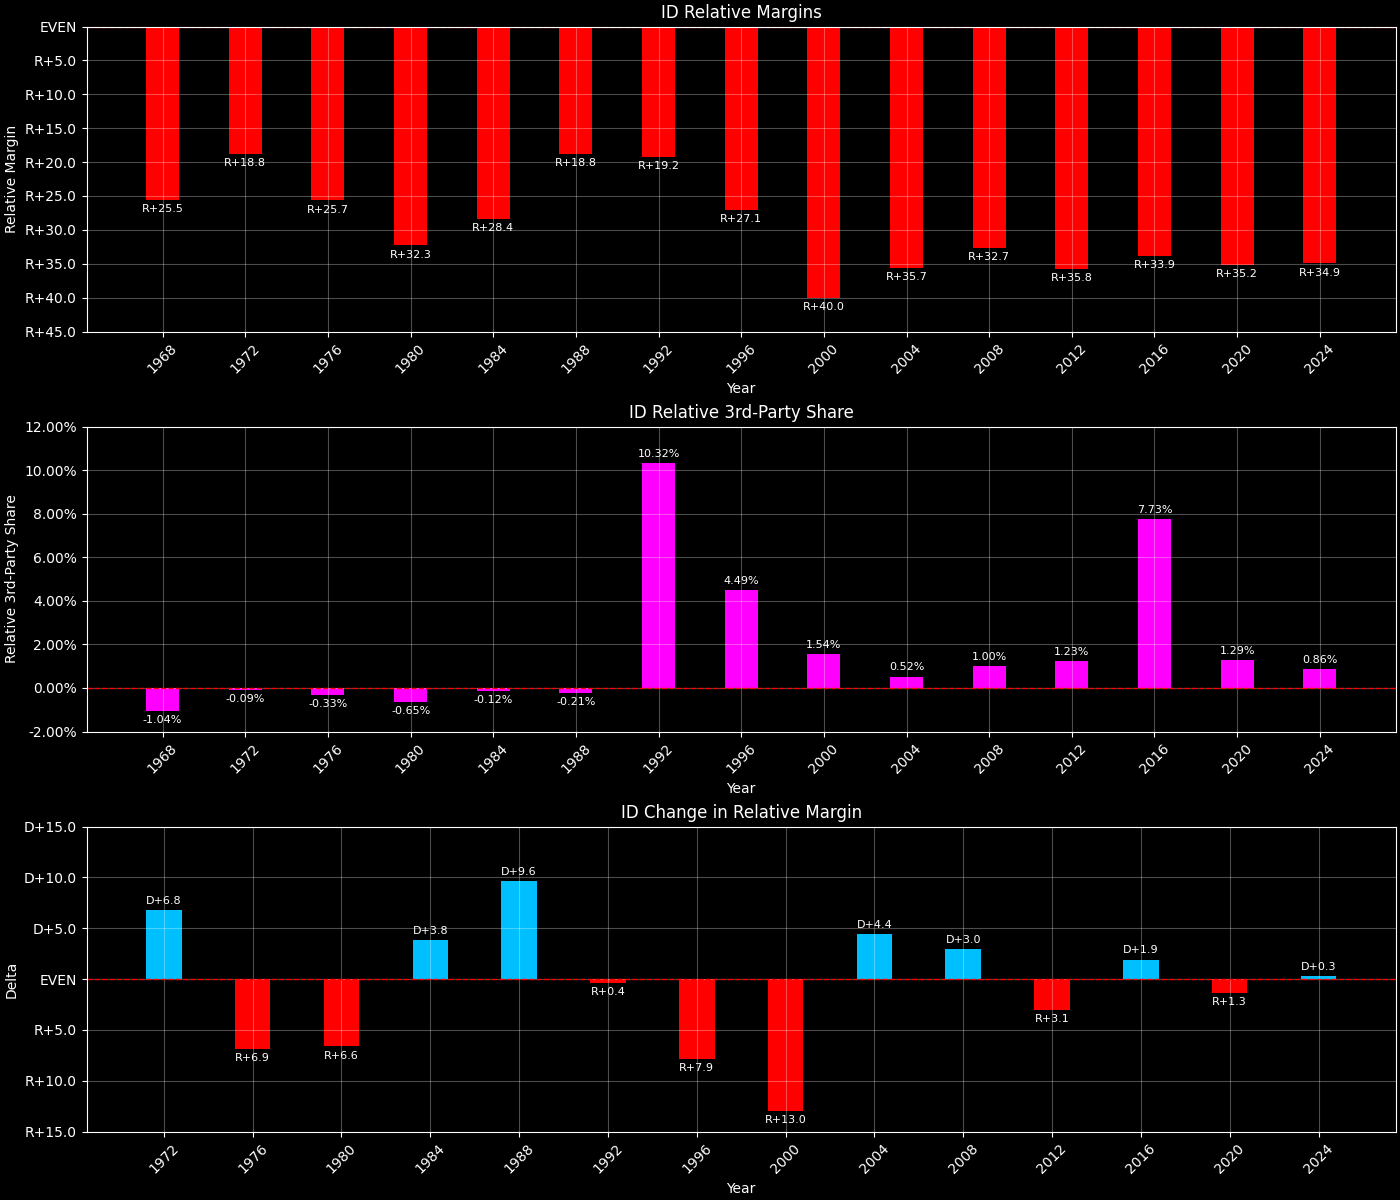 ID Relative Margins
EVEN
R+5.0
R+10.0
R+15.0
R+20.0
R+25.0
R+30.0
R+35.0
R+40.0
R+45.0
Relative Margin
R+25.5
R+18.8
R+25.7
R+32.3
R+28.4
R+18.8
R+19.2
R+27.1
R+40.0
R+35.7
R+32.7
R+35.8
R+33.9
R+35.2
R+34.9
1968
1972
1976
1980
1984
1988
1992
1996
2000
2004
2008
2012
2016
2020
2024
Year
ID Relative 3rd-Party Share
12.00%
10.00%
8.00%
6.00%
4.00%
2.00%
0.00%
-2.00%
Relative 3rd-Party Share
-1.04%
-0.09%
-0.33%
-0.65%
-0.12%
-0.21%
10.32%
4.49%
1.54%
0.52%
1.00%
1.23%
7.73%
1.29%
0.86%
1968
1972
1976
1980
1984
1988
1992
1996
2000
2004
2008
2012
2016
2020
2024
Year
ID Change in Relative Margin
D+15.0
D+10.0
D+5.0
EVEN
R+5.0
R+10.0
R+15.0
Delta
D+6.8
R+6.9
R+6.6
D+3.8
D+9.6
R+0.4
R+7.9
R+13.0
D+4.4
D+3.0
R+3.1
D+1.9
R+1.3
D+0.3
1972
1976
1980
1984
1988
1992
1996
2000
2004
2008
2012
2016
2020
2024
Year